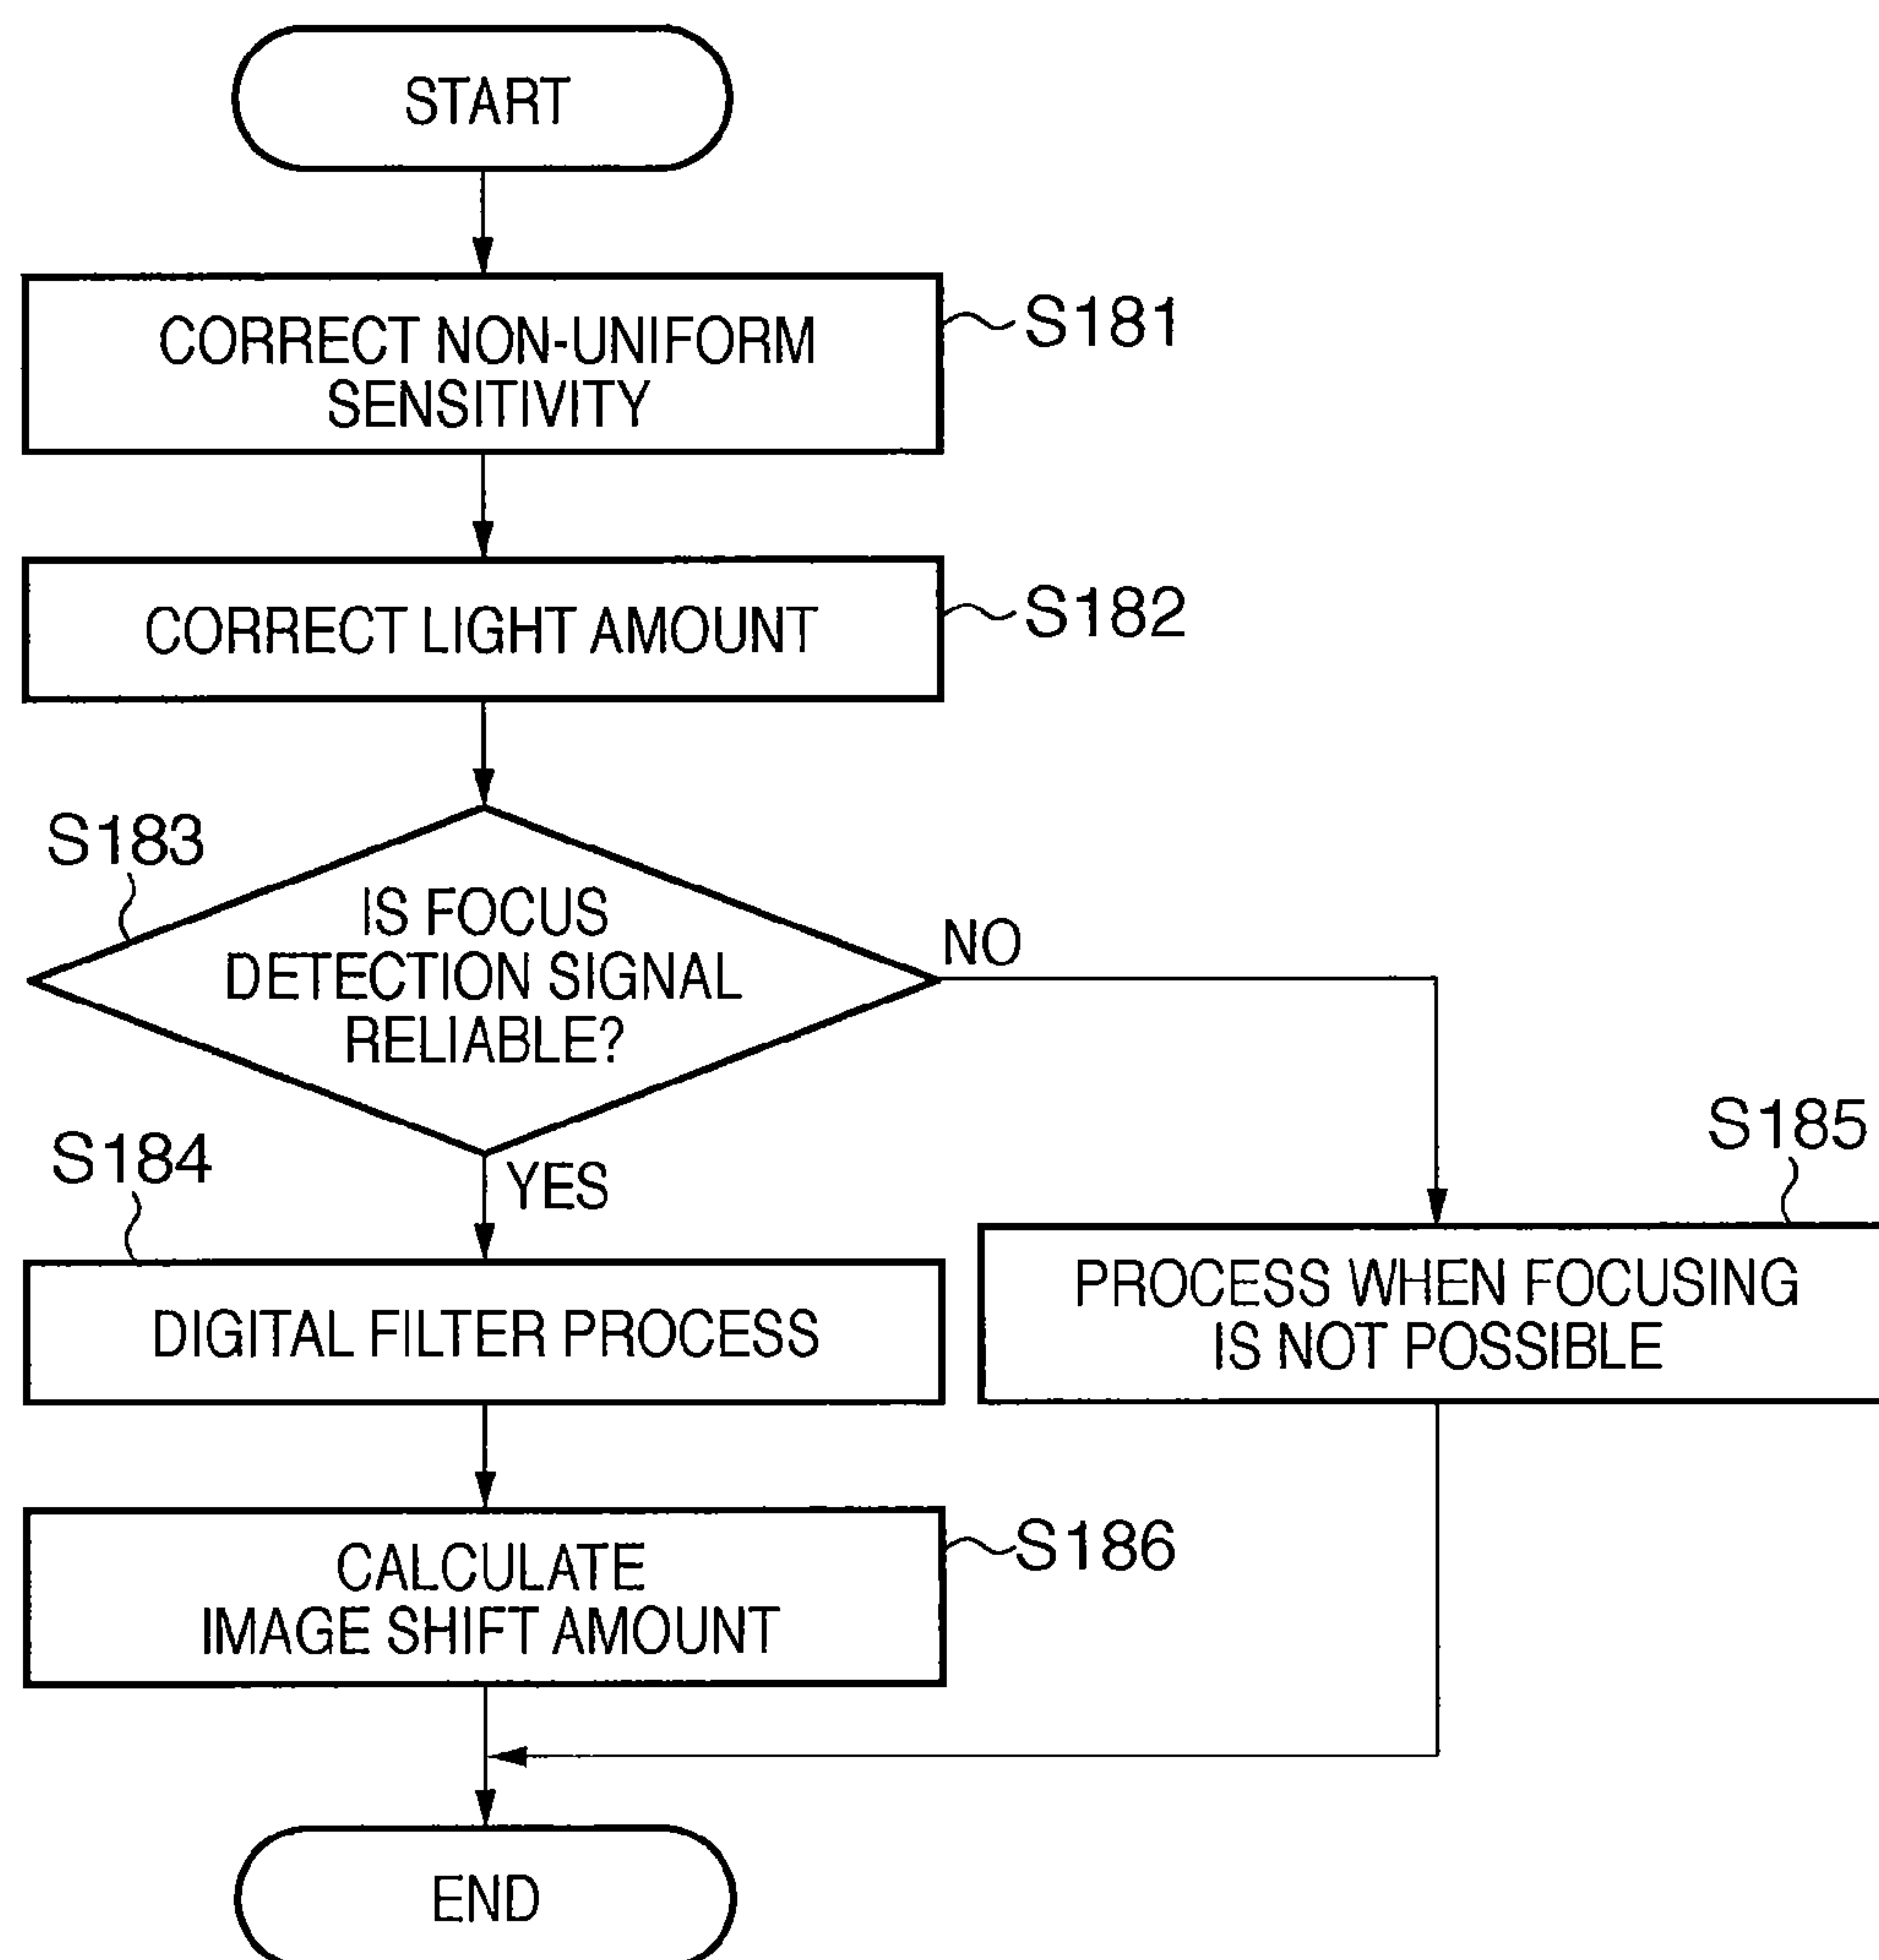 START
CORRECT NON-UNIFORM
SENSITIVITY
S181
CORRECT LIGHT AMOUNT
S182
S183
IS FOCUS
DETECTION SIGNAL
RELIABLE?
NO
YES
S184
DIGITAL FILTER PROCESS
S185
PROCESS WHEN FOCUSING
IS NOT POSSIBLE
CALCULATE
IMAGE SHIFT AMOUNT
S186
END